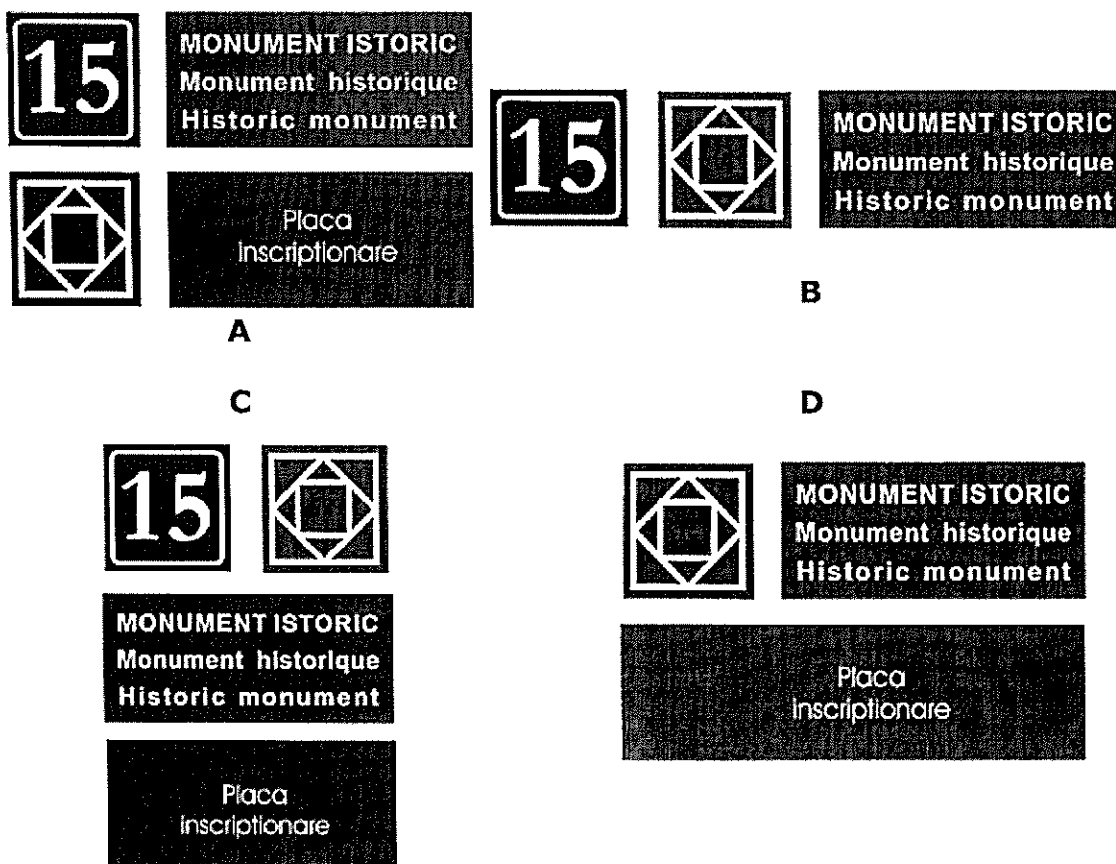 15
MONUMENT ISTORIC
Monument historique
Historic monument
Placa
inscriptionare
A
15
MONUMENT ISTORIC
Monument historique
Historic monument
B
C
15
MONUMENT ISTORIC
Monument historique
Historic monument
Placa
inscriptionare
D
MONUMENT ISTORIC
Monument historique
Historic monument
Placa
inscriptionare